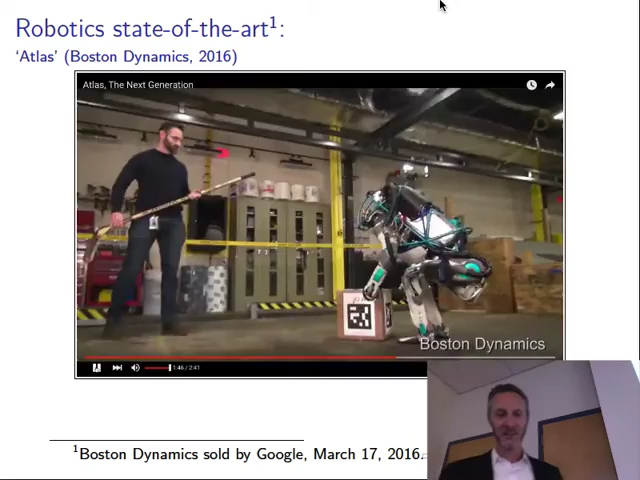 Robotics state-of-the-art¹:
‘Atlas’ (Boston Dynamics, 2016)
Atlas, The Next Generation
Boston Dynamics
1:46 / 2:41
¹Boston Dynamics sold by Google, March 17, 2016.